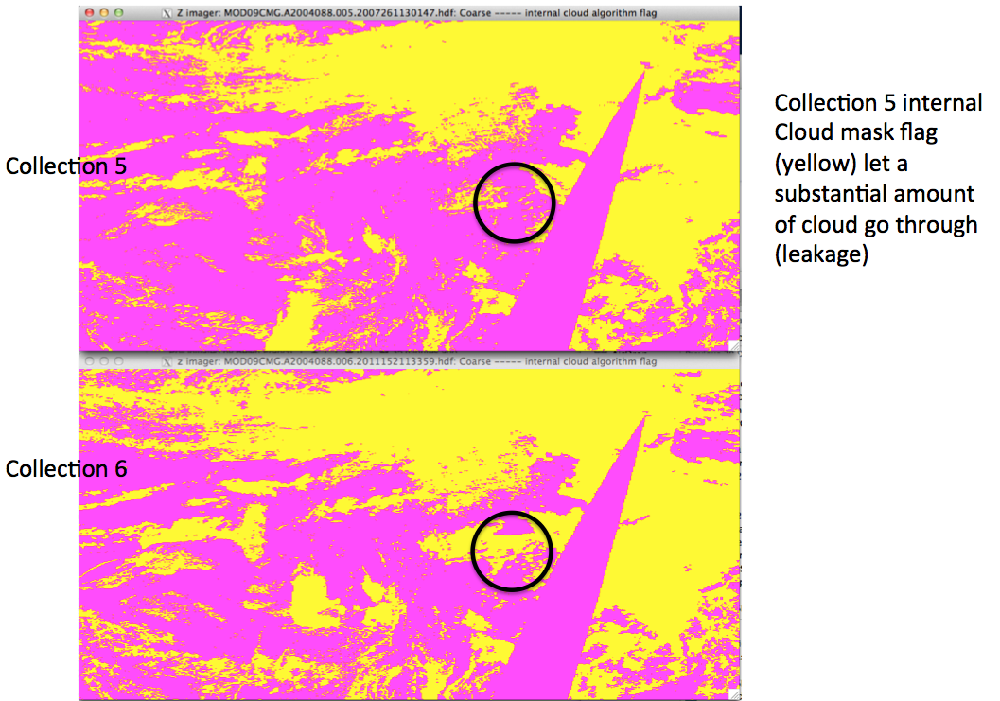 Z imager: MOD09CMG.A2004088.005.2007261130147.hdf: Coarse ----- internal cloud algorithm flag
Collection 5
Collection 5 internal
Cloud mask flag
(yellow) let a
substantial amount
of cloud go through
(leakage)
z imager: MOD09CMG.A2004088.006.2011152113359.hdf: Coarse ----- internal cloud algorithm flag
Collection 6